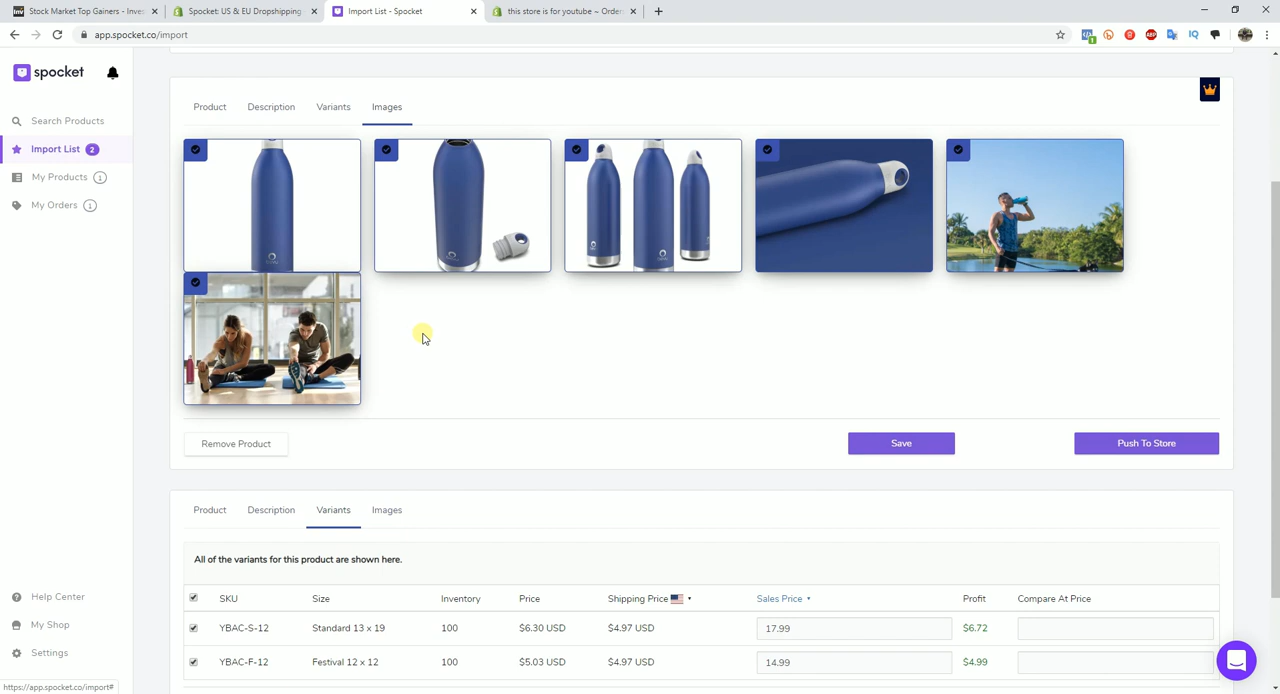 Stock Market Top Gainers - Inves
Spocket: US & EU Dropshipping
Import List - Spocket
this store is for youtube ~ Orders
app.spocket.co/import
1
IQ
ABP
spocket
Search Products
Import List 2
My Products
My Orders
Help Center
My Shop
Settings
https://app.spocket.co/import#
Product Description Variants Images
Remove Product
Save
Push To Store
Product Description Variants Images
All of the variants for this product are shown here.
SKU Size Inventory Price Shipping Price Sales Price Profit Compare At Price
YBAC-S-12 Standard 13 x 19 100 $6.30 USD $4.97 USD 17.99 $6.72
YBAC-F-12 Festival 12 x 12 100 $5.03 USD $4.97 USD 14.99 $4.99